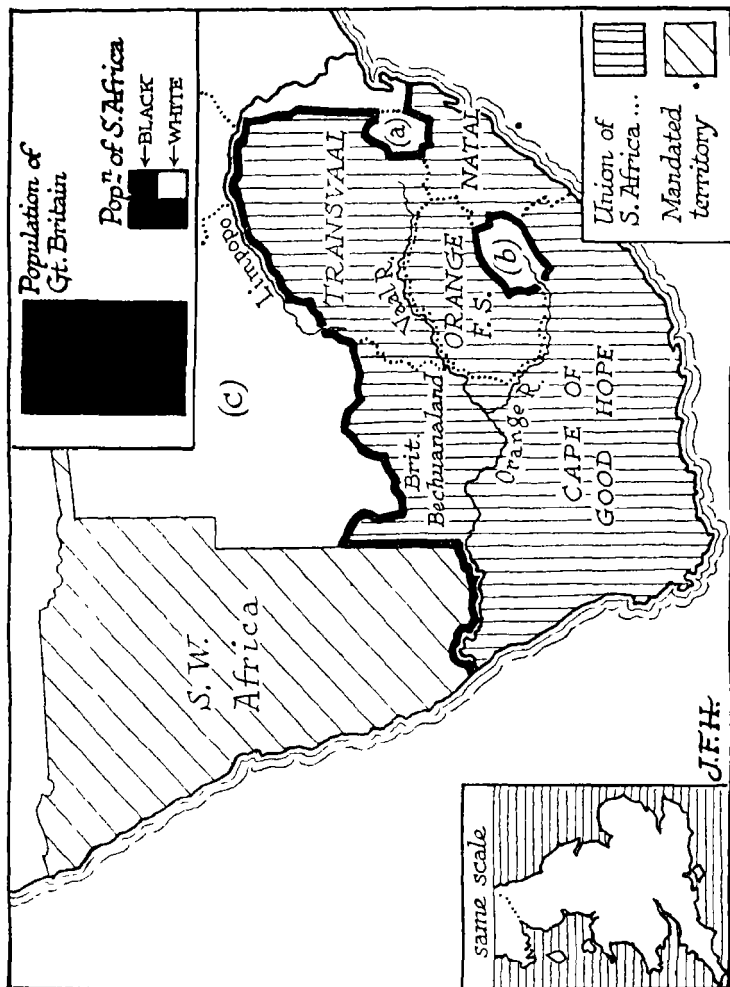 Population of
Gt. Britain
Popⁿ of S. Africa
←BLACK
←WHITE
Limpopo
(c)
TRANSVAAL
Vaal R.
(a)
NATAL
ORANGE
F. S.
(b)
Brit.
Bechuanaland
Orange R.
CAPE OF
GOOD HOPE
S. W.
Africa
Union of
S. Africa ...
Mandated
territory
same scale
J.F.H.